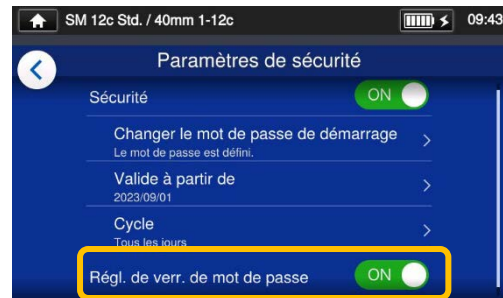 SM 12c Std. / 40mm 1-12c 09:43
Paramètres de sécurité
Sécurité ON
Changer le mot de passe de démarrage
Le mot de passe est défini.
Valide à partir de
2023/09/01
Cycle
Tous les jours
Régl. de verr. de mot de passe ON